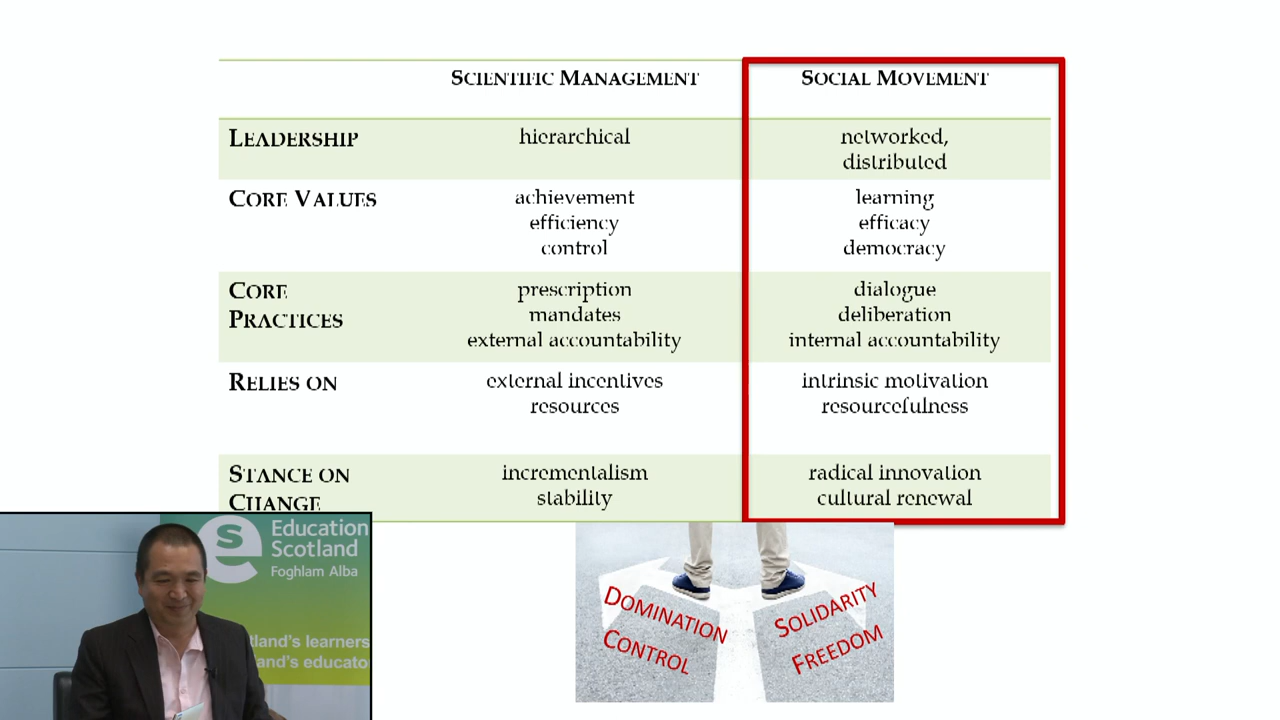 SCIENTIFIC MANAGEMENT
SOCIAL MOVEMENT
LEADERSHIP
hierarchical
networked,
distributed
CORE VALUES
achievement
efficiency
control
learning
efficacy
democracy
CORE
PRACTICES
prescription
mandates
external accountability
dialogue
deliberation
internal accountability
RELIES ON
external incentives
resources
intrinsic motivation
resourcefulness
STANCE ON
CHANGE
incrementalism
stability
radical innovation
cultural renewal
DOMINATION
CONTROL
SOLIDARITY
FREEDOM
Education
Scotland
Foghlam Alba
tland's learners
and's educato